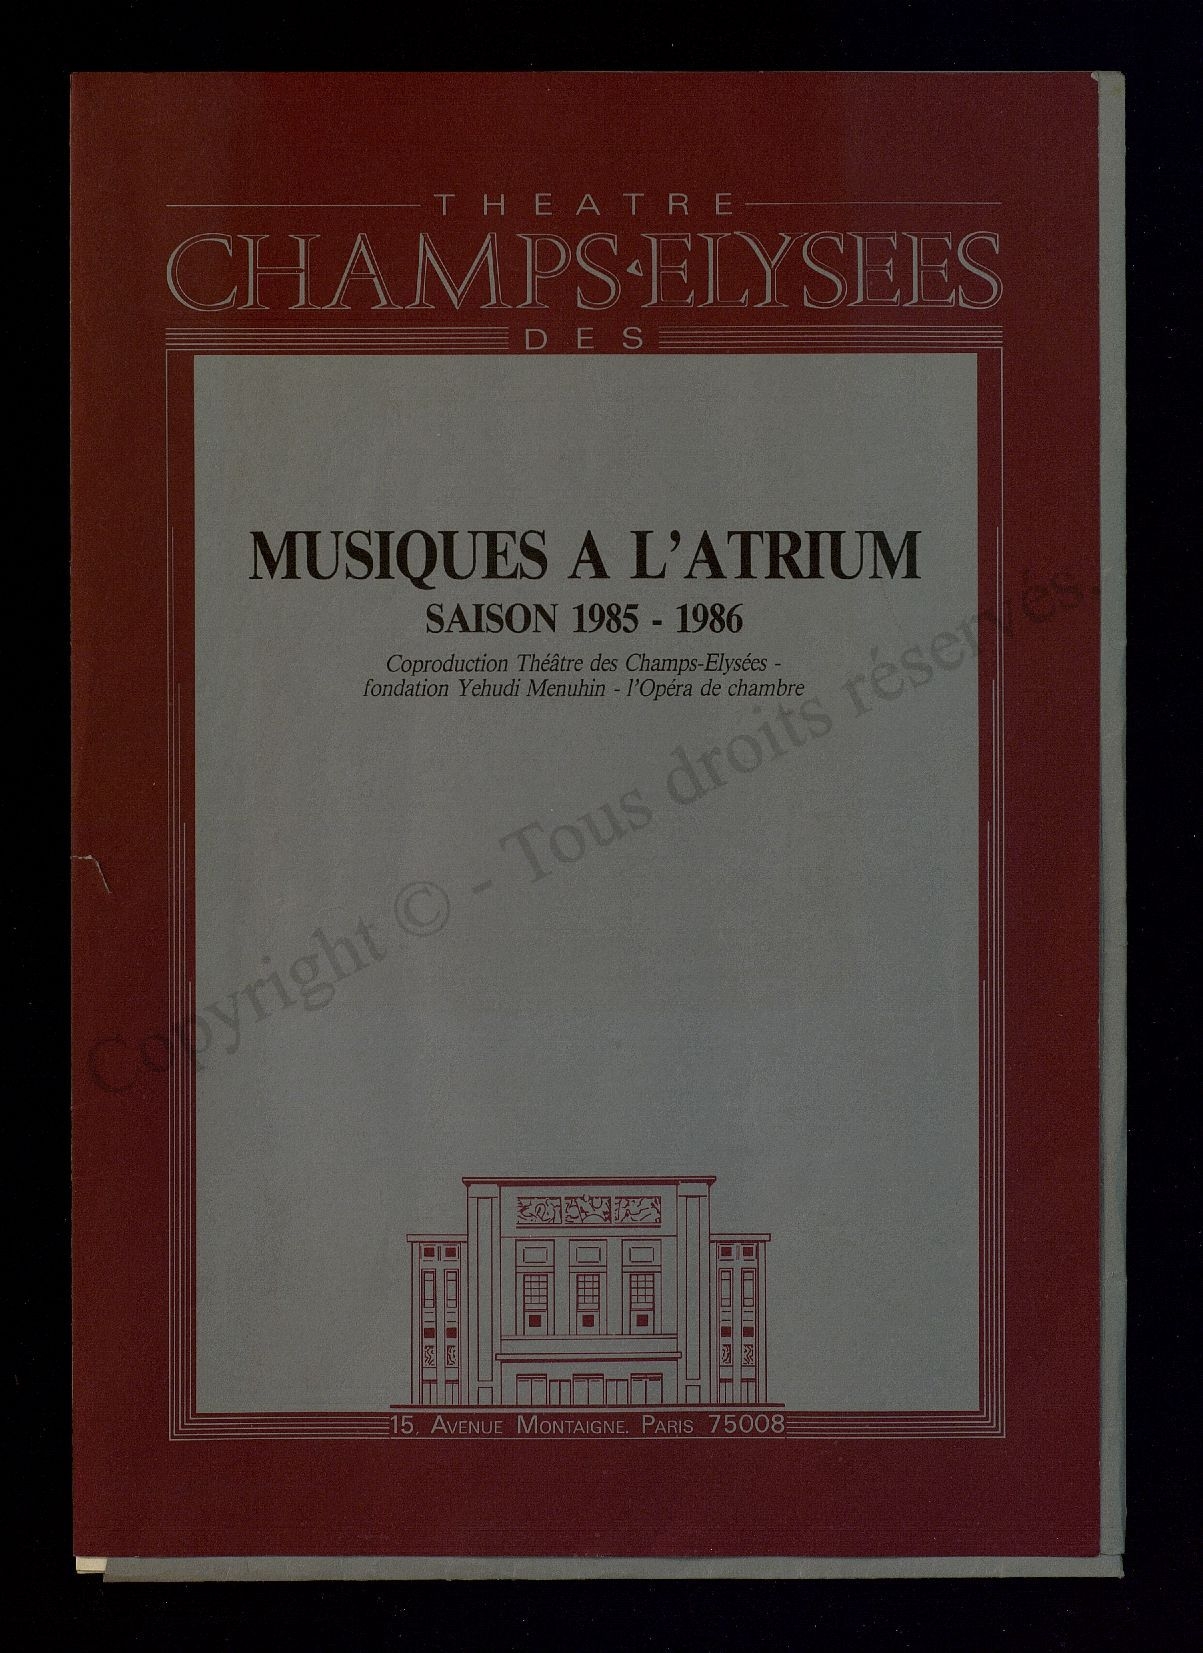 THEATRE
CHAMPS-ELYSEES
DES
MUSIQUES A L'ATRIUM
SAISON 1985 - 1986
Coproduction Théâtre des Champs-Elysées -
fondation Yehudi Menuhin - l'Opéra de chambre
Copyright © - Tous droits réservés.
15, AVENUE MONTAIGNE. PARIS 75008